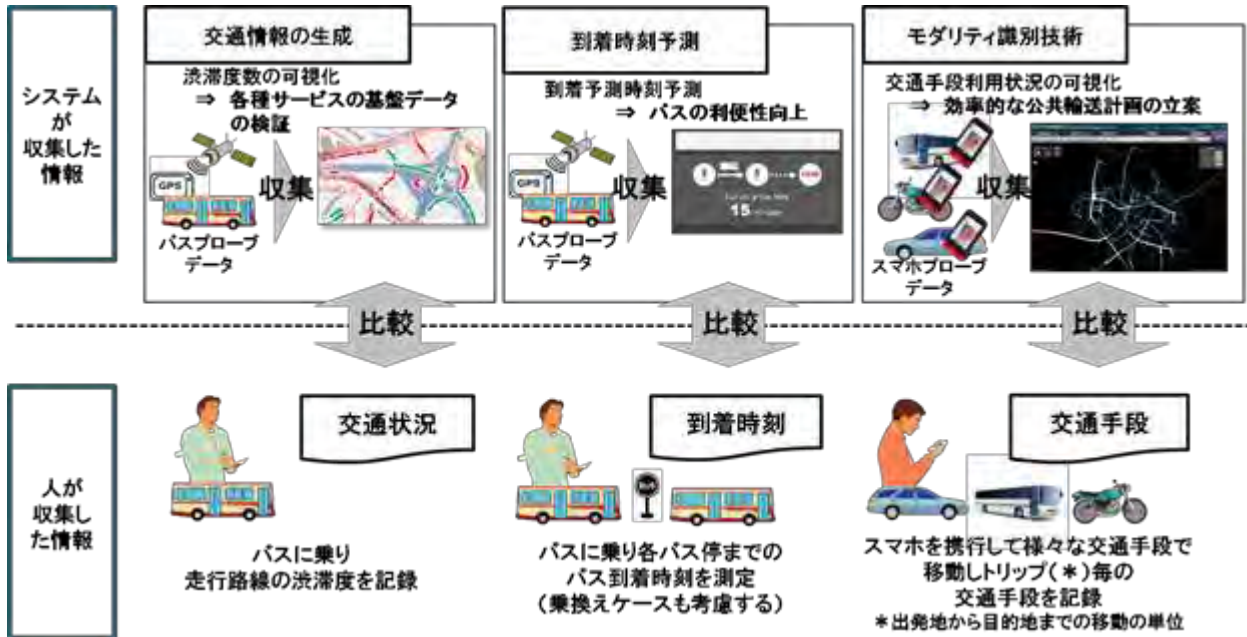 システム
が
収集した
情報
交通情報の生成
渋滞度数の可視化
⇒ 各種サービスの基盤データ
の検証
GPS
収集
バスプローブ
データ
到着時刻予測
到着予測時刻予測
⇒ バスの利便性向上
GPS
収集
15
バスプローブ
データ
モダリティ識別技術
交通手段利用状況の可視化
⇒ 効率的な公共輸送計画の立案
収集
スマホプローブ
データ
比較
比較
比較
人が
収集し
た情報
交通状況
バスに乗り
走行路線の渋滞度を記録
到着時刻
バスに乗り各バス停までの
バス到着時刻を測定
(乗換えケースも考慮する)
交通手段
スマホを携行して様々な交通手段で
移動しトリップ(*)毎の
交通手段を記録
*出発地から目的地までの移動の単位